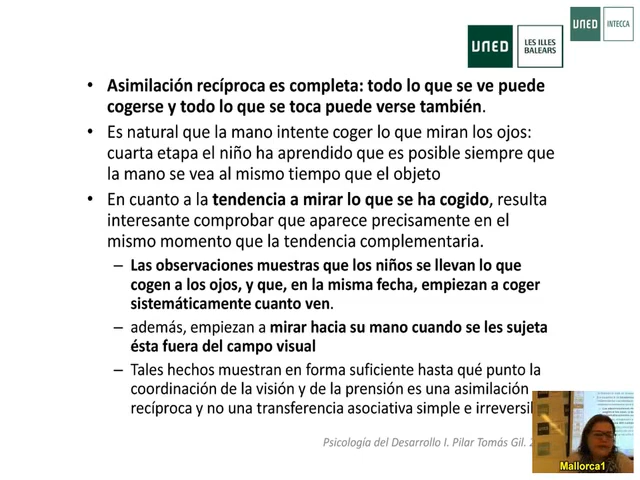 UNED
LES ILLES
BALEARS
UNED
INTECCA
• Asimilación recíproca es completa: todo lo que se ve puede
cogerse y todo lo que se toca puede verse también.
• Es natural que la mano intente coger lo que miran los ojos:
cuarta etapa el niño ha aprendido que es posible siempre que
la mano se vea al mismo tiempo que el objeto
• En cuanto a la tendencia a mirar lo que se ha cogido, resulta
interesante comprobar que aparece precisamente en el
mismo momento que la tendencia complementaria.
– Las observaciones muestras que los niños se llevan lo que
cogen a los ojos, y que, en la misma fecha, empiezan a coger
sistemáticamente cuanto ven.
– además, empiezan a mirar hacia su mano cuando se les sujeta
ésta fuera del campo visual
– Tales hechos muestran en forma suficiente hasta qué punto la
coordinación de la visión y de la prensión es una asimilación
recíproca y no una transferencia asociativa simple e
Psicología del Desarrollo I. Pilar Tomás Gil.
Mallorca1